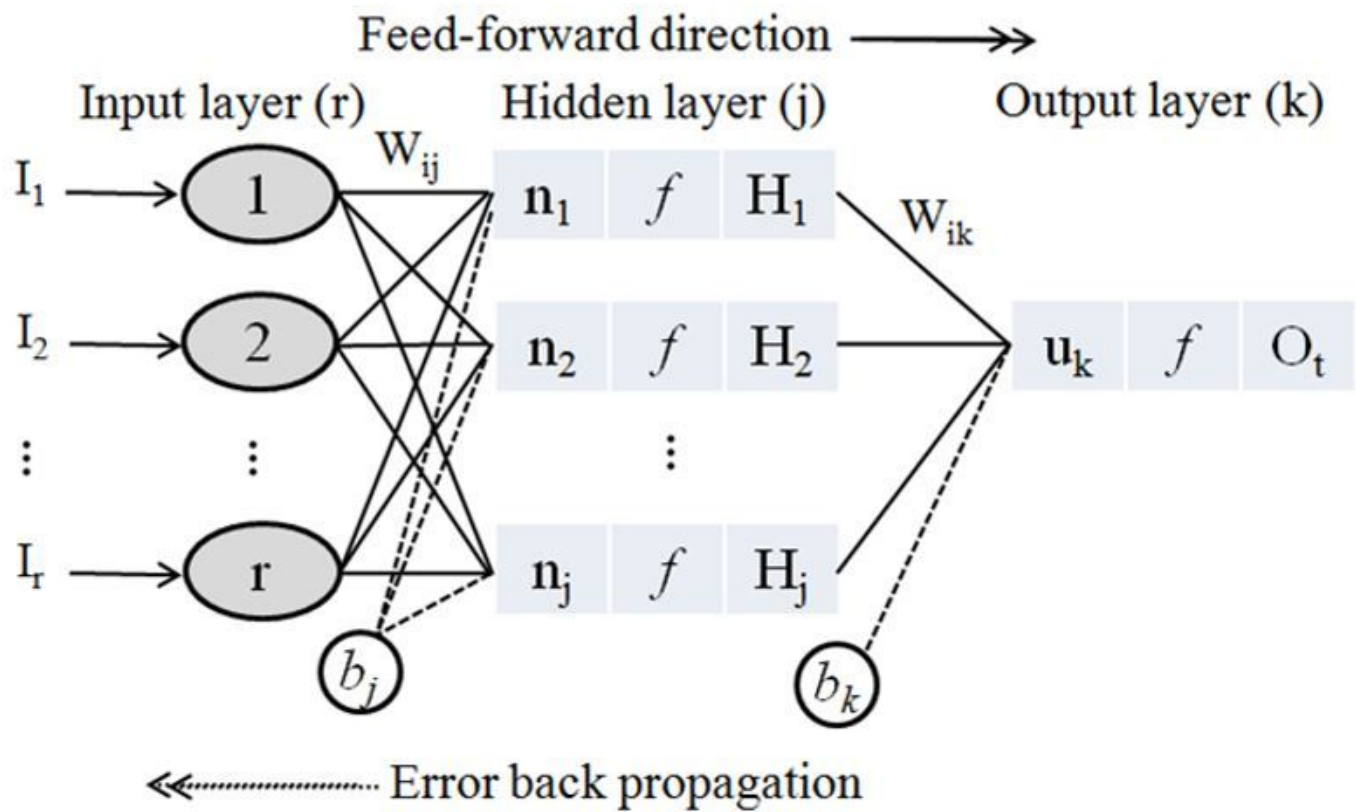 Feed-forward direction
Input layer (r) Hidden layer (j) Output layer (k)
W_ij
I_1 1 n_1 f H_1
W_ik
I_2 2 n_2 f H_2 u_k f O_t
⋮ ⋮ ⋮
I_r r n_j f H_j
b_j b_k
Error back propagation